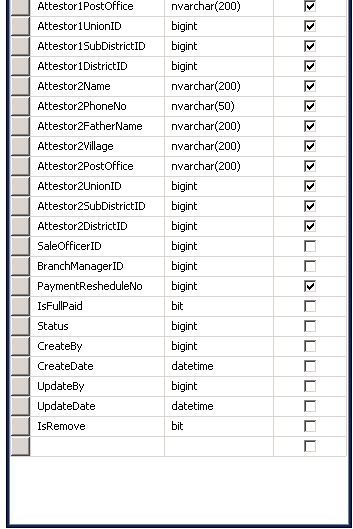 Attestor1PostOffice nvarchar(200)
Attestor1UnionID bigint
Attestor1SubDistrictID bigint
Attestor1DistrictID bigint
Attestor2Name nvarchar(200)
Attestor2PhoneNo nvarchar(50)
Attestor2FatherName nvarchar(200)
Attestor2Village nvarchar(200)
Attestor2PostOffice nvarchar(200)
Attestor2UnionID bigint
Attestor2SubDistrictID bigint
Attestor2DistrictID bigint
SaleOfficerID bigint
BranchManagerID bigint
PaymentResheduleNo bigint
IsFullPaid bit
Status bigint
CreateBy bigint
CreateDate datetime
UpdateBy bigint
UpdateDate datetime
IsRemove bit